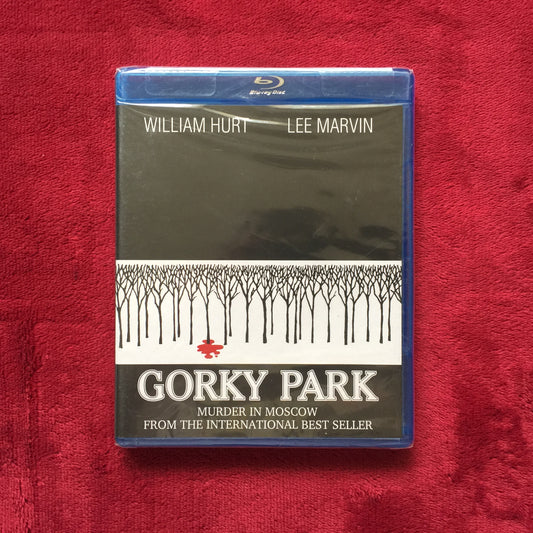 Blu-ray Disc
WILLIAM HURT LEE MARVIN
GORKY PARK
MURDER IN MOSCOW
FROM THE INTERNATIONAL BEST SELLER